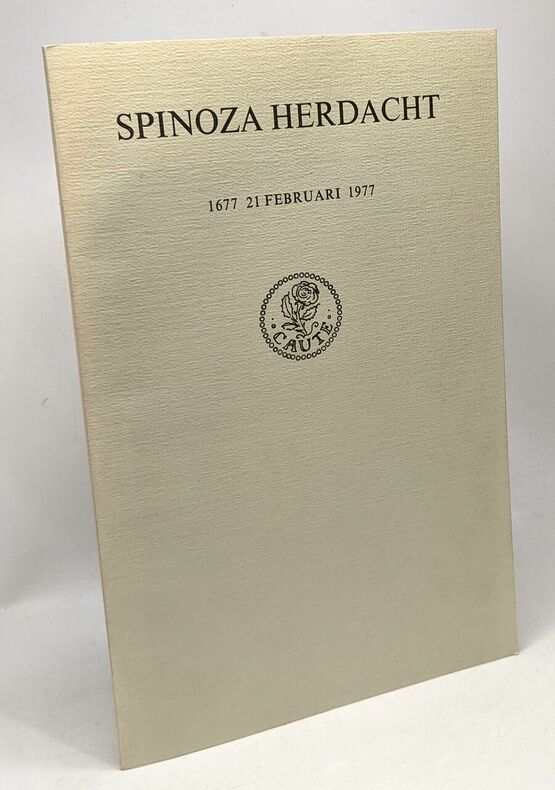 SPINOZA HERDACHT
1677 21 FEBRUARI 1977
CAUTE